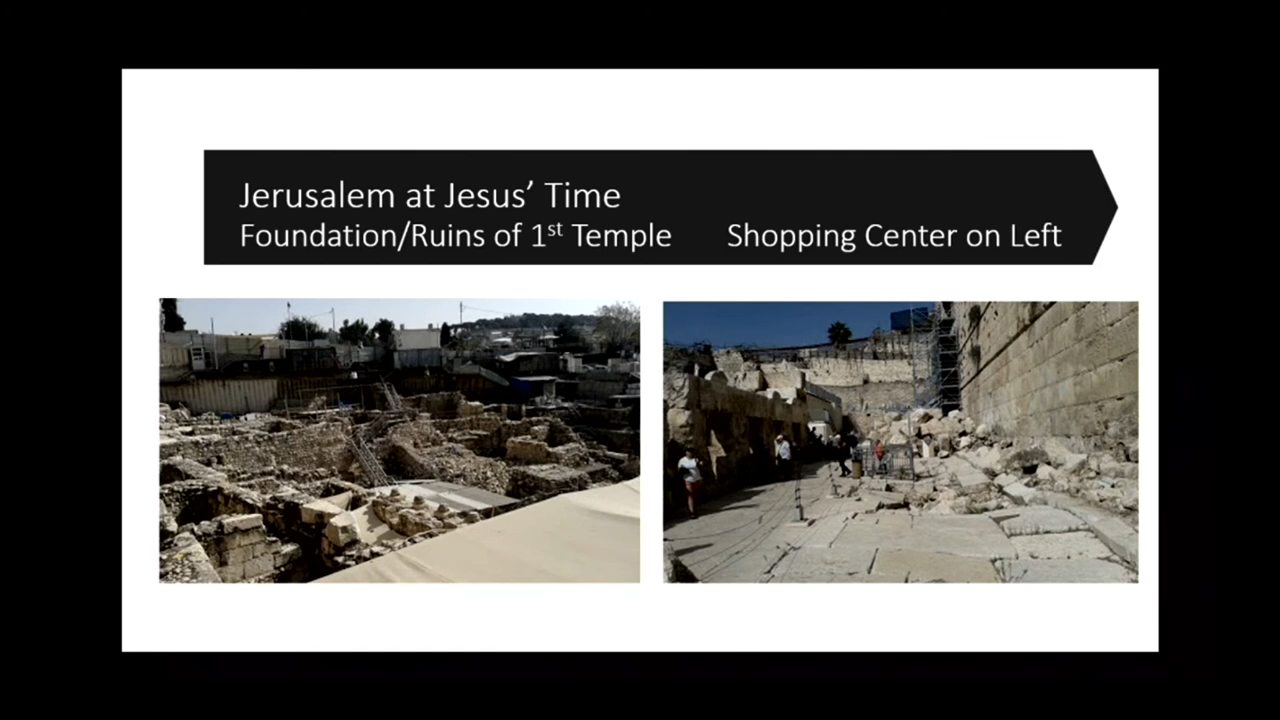 Jerusalem at Jesus’ Time
Foundation/Ruins of 1st Temple Shopping Center on Left